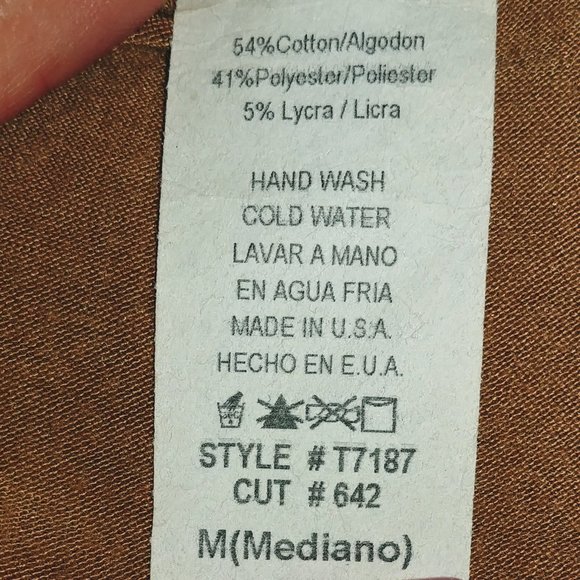 54%Cotton/Algodon
41%Polyester/Poliester
5% Lycra / Licra
HAND WASH
COLD WATER
LAVAR A MANO
EN AGUA FRIA
MADE IN U.S.A.
HECHO EN E.U.A.
STYLE # T7187
CUT # 642
M(Mediano)